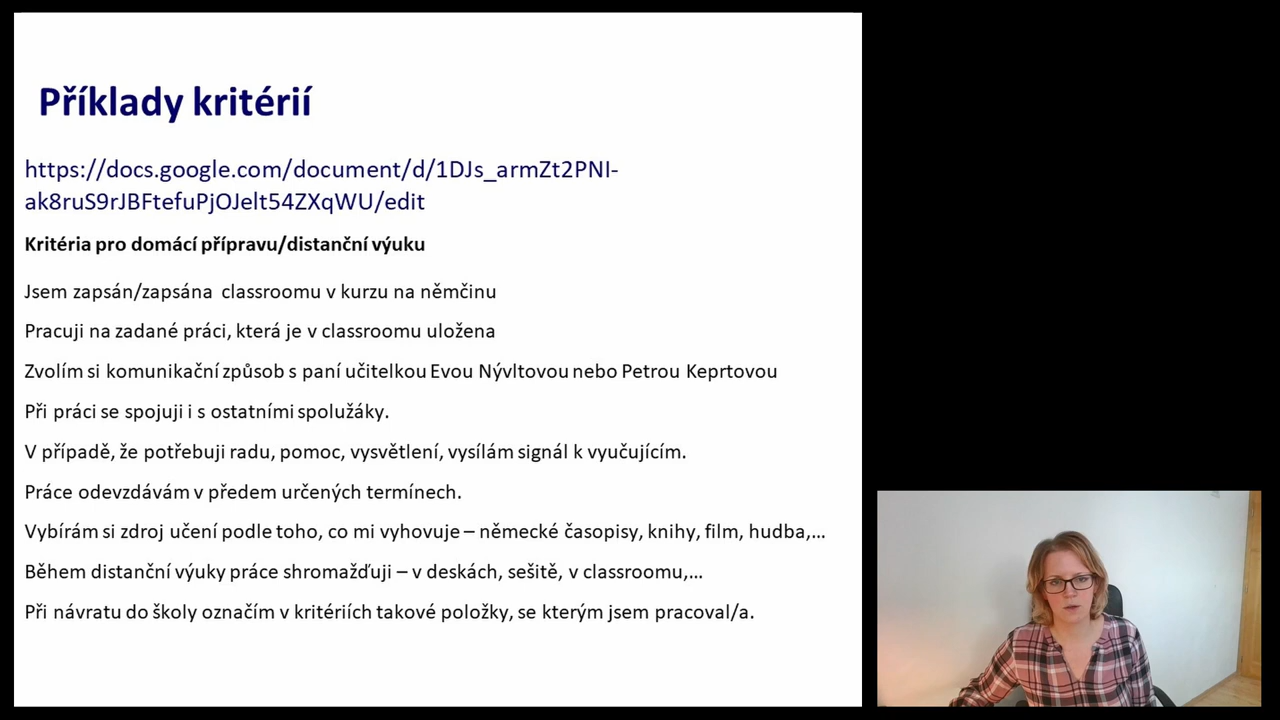 Příklady kritérií
https://docs.google.com/document/d/1DJs_armZt2PNI-
ak8ruS9rJBFtefuPjOJelt54ZXqWU/edit
Kritéria pro domácí přípravu/distanční výuku
Jsem zapsán/zapsána classroomu v kurzu na němčinu
Pracuji na zadané práci, která je v classroomu uložena
Zvolím si komunikační způsob s paní učitelkou Evou Nývltovou nebo Petrou Keprtovou
Při práci se spojuji i s ostatními spolužáky.
V případě, že potřebuji radu, pomoc, vysvětlení, vysílám signál k vyučujícím.
Práce odevzdávám v předem určených termínech.
Vybírám si zdroj učení podle toho, co mi vyhovuje – německé časopisy, knihy, film, hudba,...
Během distanční výuky práce shromažďuji – v deskách, sešitě, v classroomu,...
Při návratu do školy označím v kritériích takové položky, se kterým jsem pracoval/a.